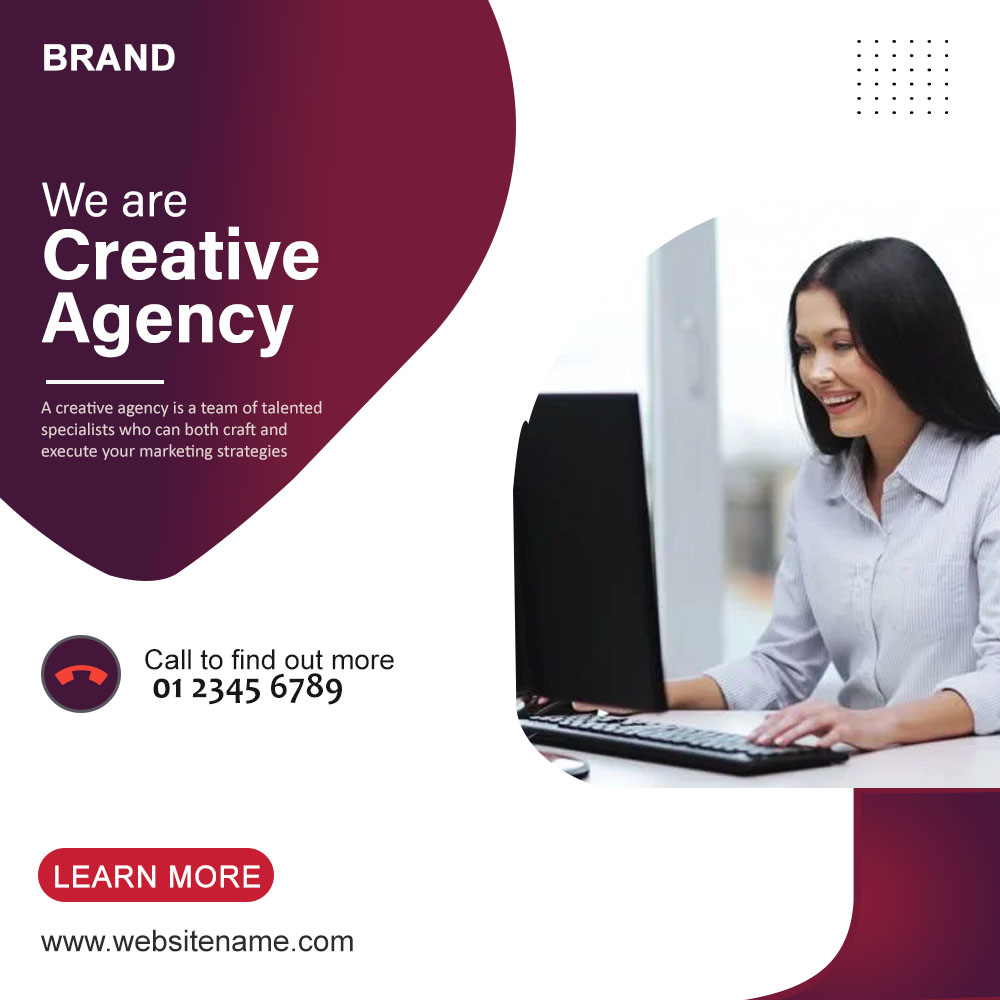 BRAND
We are
Creative
Agency
A creative agency is a team of talented
specialists who can both craft and
execute your marketing strategies
Call to find out more
01 2345 6789
LEARN MORE
www.websitename.com